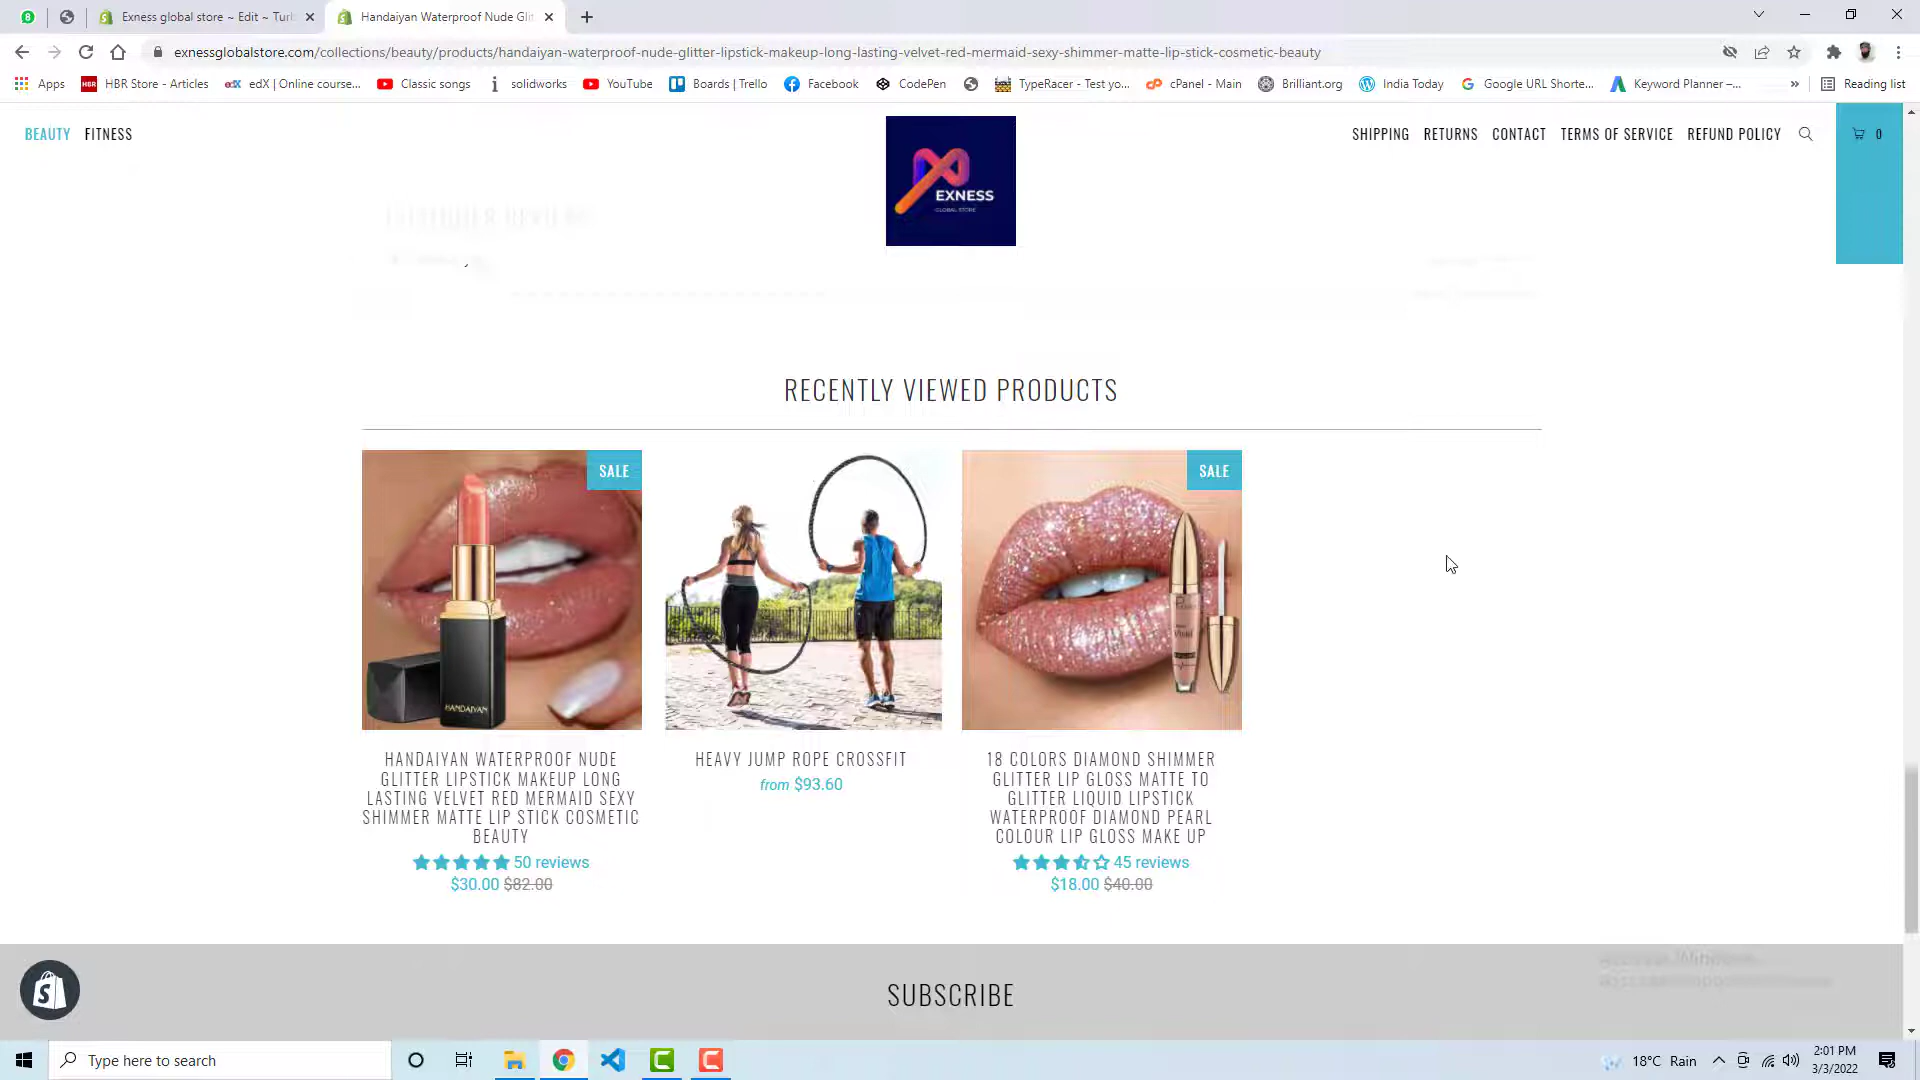 Exness global store ~ Edit ~ Tur
Handaiyan Waterproof Nude Gli
exnessglobalstore.com/collections/beauty/products/handaiyan-waterproof-nude-glitter-lipstick-makeup-long-lasting-velvet-red-mermaid-sexy-shimmer-matte-lip-stick-cosmetic-beauty
Apps
HBR Store - Articles
edX | Online course...
Classic songs
solidworks
YouTube
Boards | Trello
Facebook
CodePen
TypeRacer - Test yo...
cPanel - Main
Brilliant.org
India Today
Google URL Shorte...
Keyword Planner –...
»
Reading list
BEAUTY FITNESS
EXNESS
GLOBAL STORE
SHIPPING RETURNS CONTACT TERMS OF SERVICE REFUND POLICY
0
RECENTLY VIEWED PRODUCTS
SALE
HANDAIYAN
SALE
HANDAIYAN WATERPROOF NUDE
GLITTER LIPSTICK MAKEUP LONG
LASTING VELVET RED MERMAID SEXY
SHIMMER MATTE LIP STICK COSMETIC
BEAUTY
50 reviews
$30.00 $82.00
HEAVY JUMP ROPE CROSSFIT
from $93.60
18 COLORS DIAMOND SHIMMER
GLITTER LIP GLOSS MATTE TO
GLITTER LIQUID LIPSTICK
WATERPROOF DIAMOND PEARL
COLOUR LIP GLOSS MAKE UP
45 reviews
$18.00 $40.00
SUBSCRIBE
Type here to search
18°C Rain
2:01 PM
3/3/2022